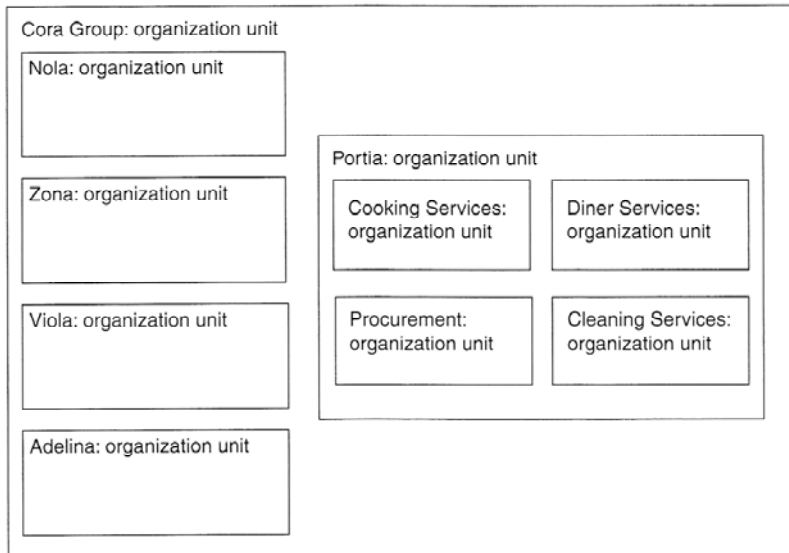 Cora Group: organization unit
Nola: organization unit
Zona: organization unit
Viola: organization unit
Adelina: organization unit
Portia: organization unit
Cooking Services:
organization unit
Diner Services:
organization unit
Procurement:
organization unit
Cleaning Services:
organization unit